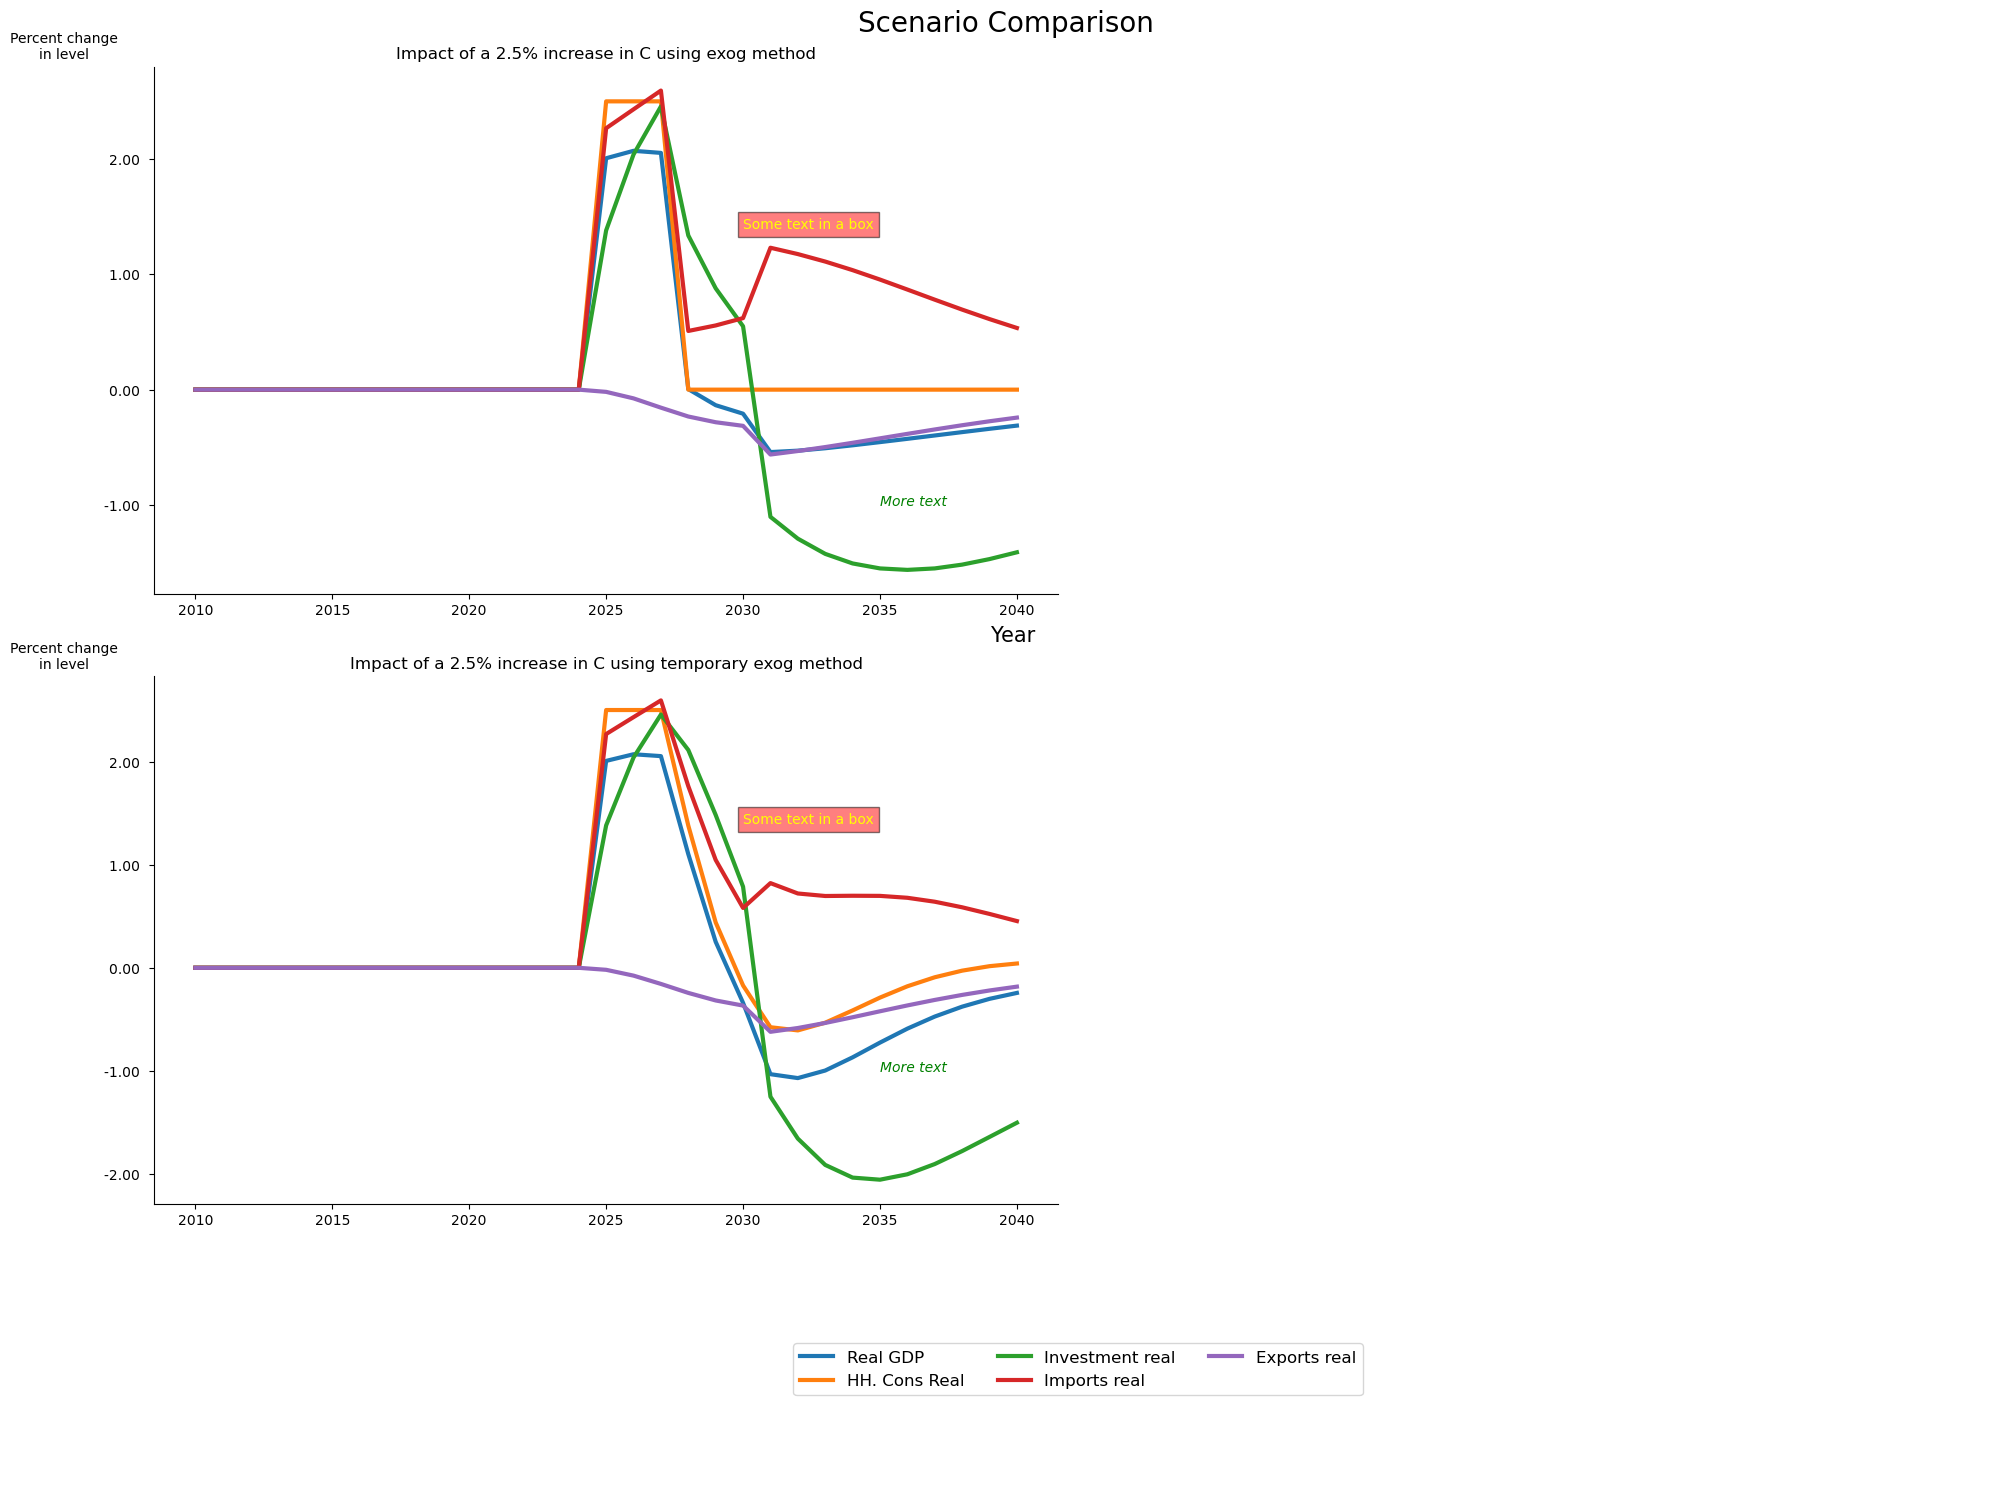 Scenario Comparison
Percent change
in level
Impact of a 2.5% increase in C using exog method
2.00
1.00
0.00
-1.00
Some text in a box
More text
2010 2015 2020 2025 2030 2035 2040
Year
Percent change
in level
Impact of a 2.5% increase in C using temporary exog method
2.00
1.00
0.00
-1.00
-2.00
Some text in a box
More text
2010 2015 2020 2025 2030 2035 2040
Real GDP Investment real Exports real
HH. Cons Real Imports real